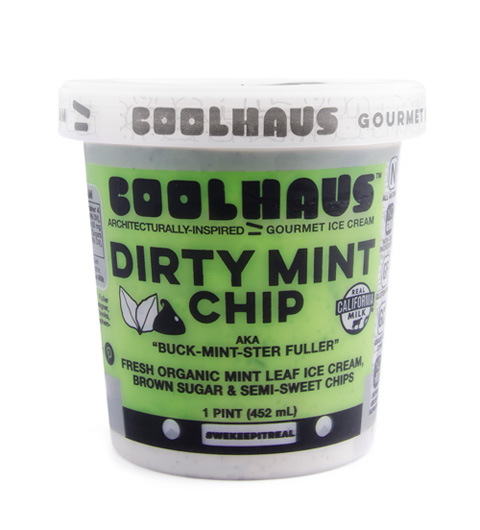 COOLHAUS GOURMET
COOLHAUS™
ARCHITECTURALLY-INSPIRED GOURMET ICE CREAM
DIRTY MINT
CHIP
REAL
CALIFORNIA
MILK
AKA
"BUCK-MINT-STER FULLER"
FRESH ORGANIC MINT LEAF ICE CREAM,
BROWN SUGAR & SEMI-SWEET CHIPS
1 PINT (452 mL)
#WEKEEPITREAL